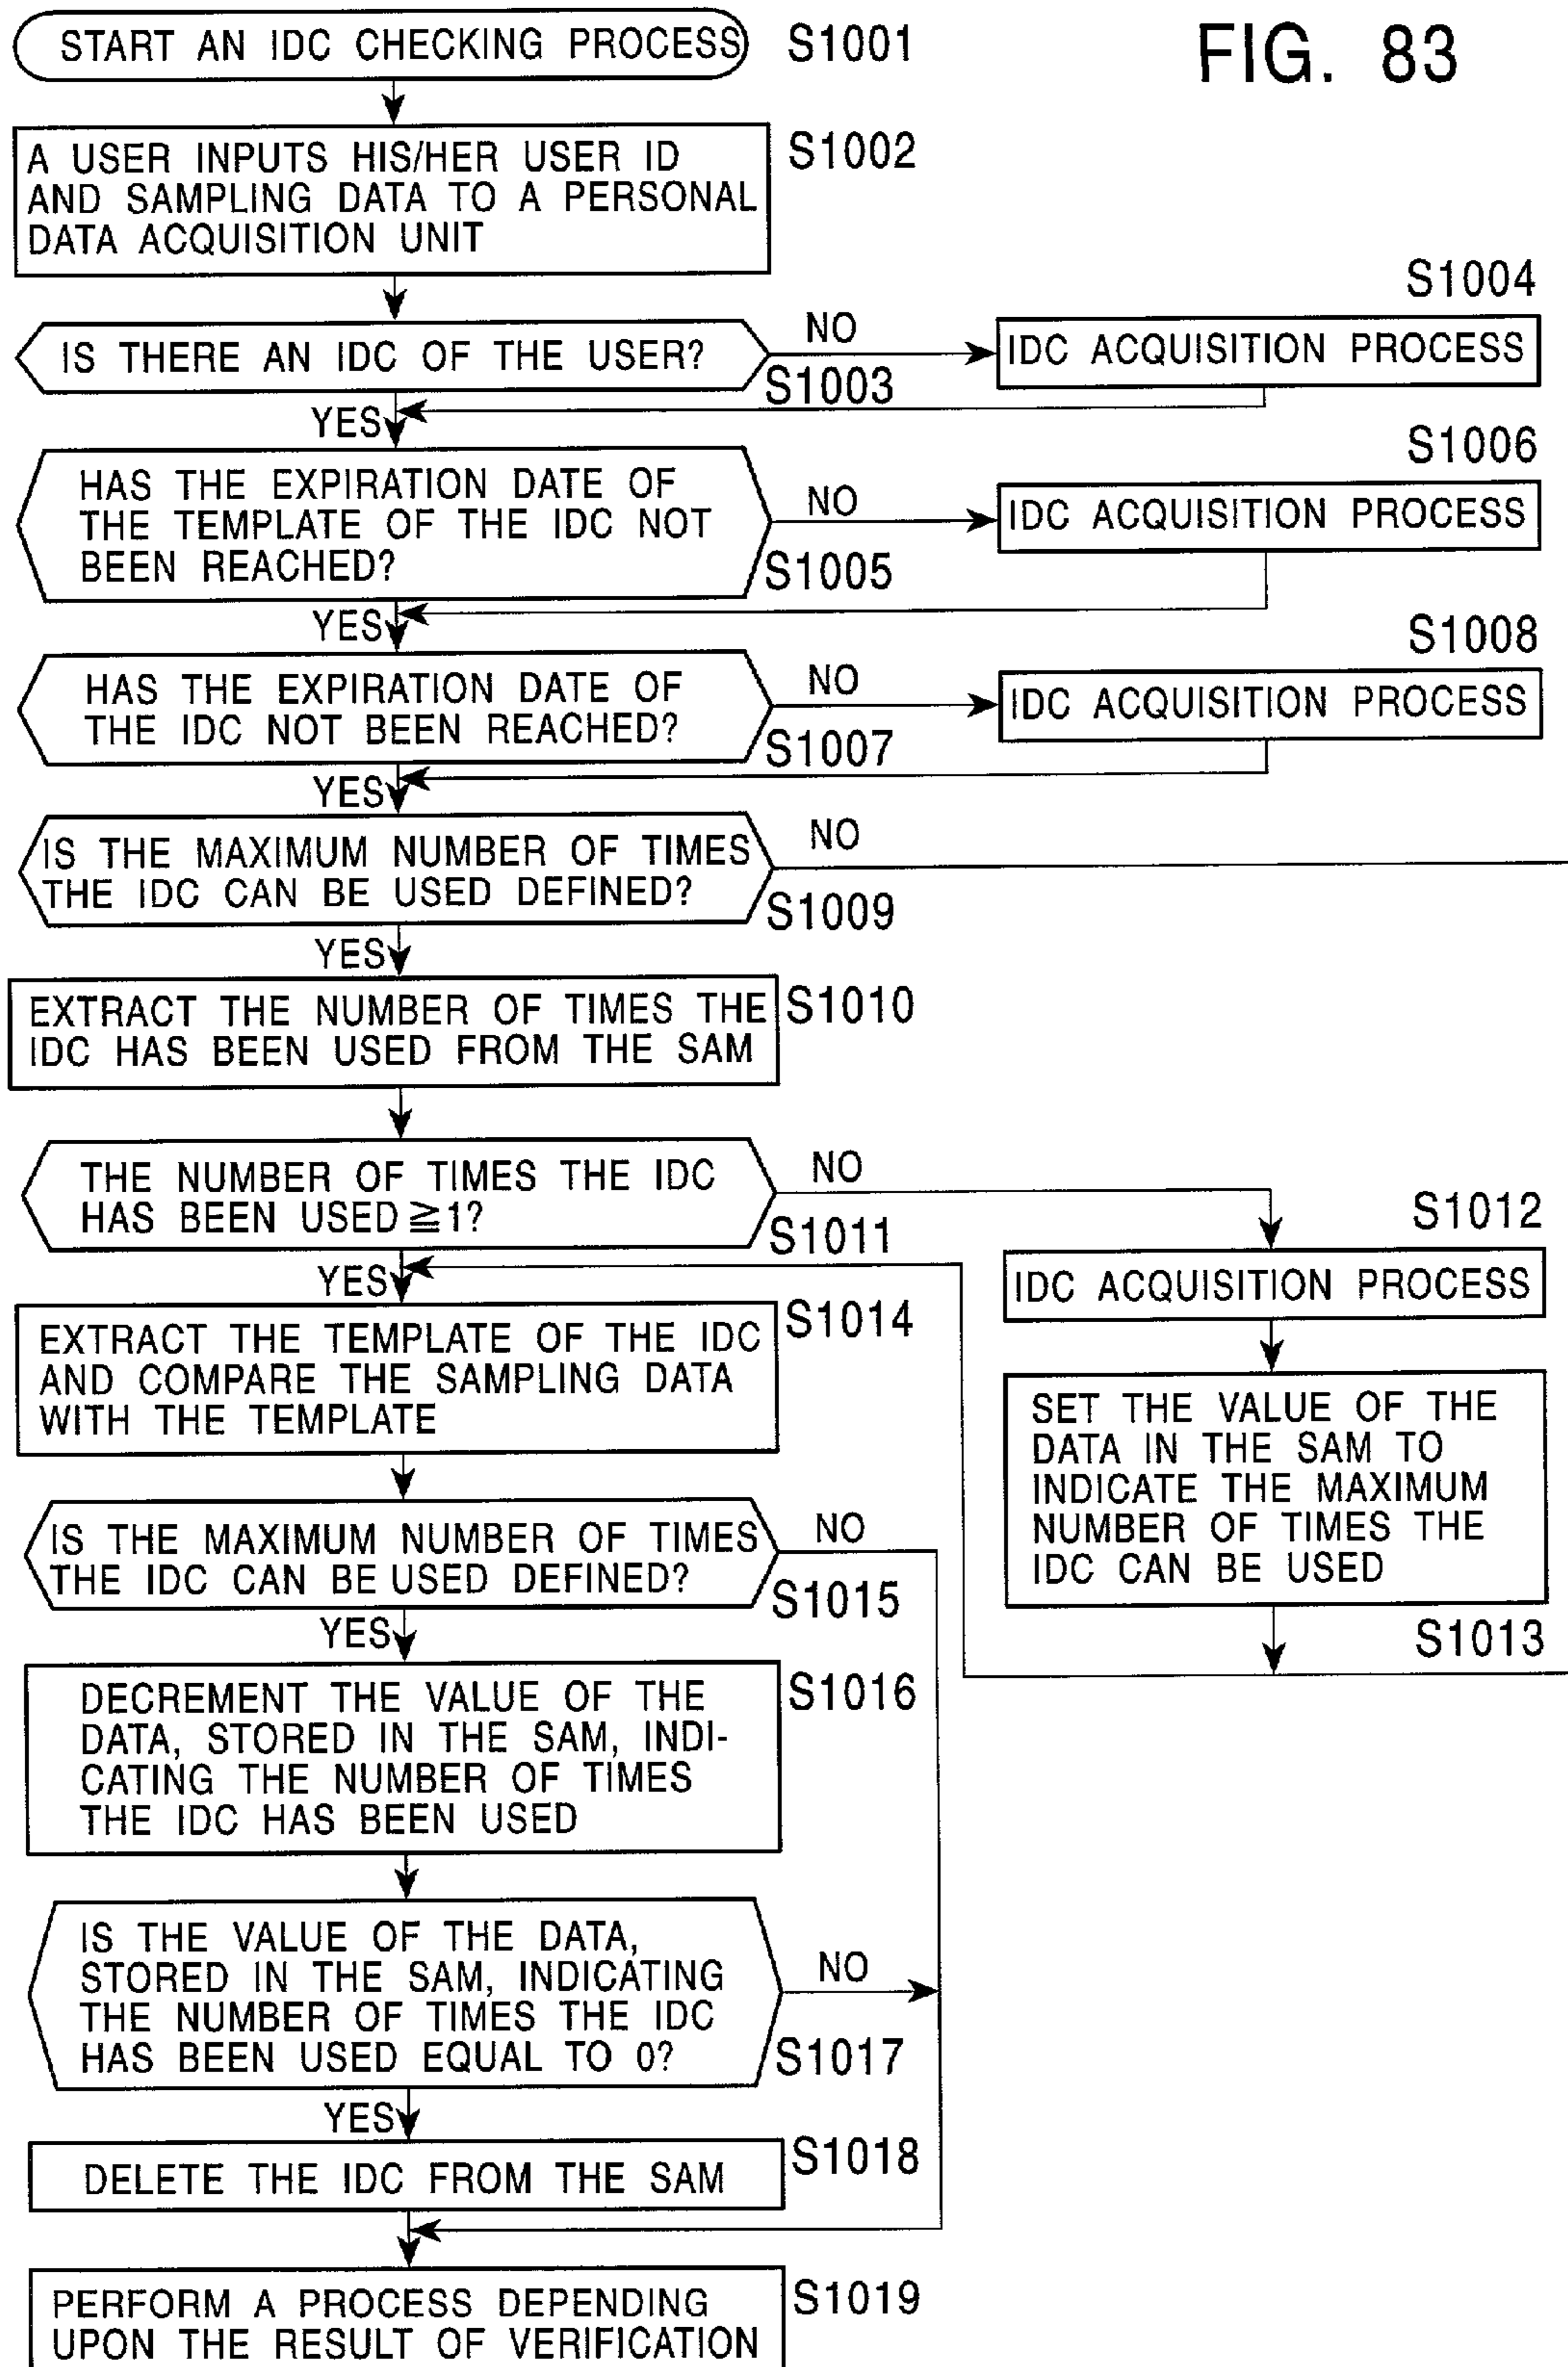 FIG. 83
START AN IDC CHECKING PROCESS
S1001
A USER INPUTS HIS/HER USER ID
AND SAMPLING DATA TO A PERSONAL
DATA ACQUISITION UNIT
S1002
IS THERE AN IDC OF THE USER?
NO
S1003
S1004
IDC ACQUISITION PROCESS
YES
HAS THE EXPIRATION DATE OF
THE TEMPLATE OF THE IDC NOT
BEEN REACHED?
NO
S1005
S1006
IDC ACQUISITION PROCESS
YES
HAS THE EXPIRATION DATE OF
THE IDC NOT BEEN REACHED?
NO
S1007
S1008
IDC ACQUISITION PROCESS
YES
IS THE MAXIMUM NUMBER OF TIMES
THE IDC CAN BE USED DEFINED?
NO
S1009
YES
EXTRACT THE NUMBER OF TIMES THE
IDC HAS BEEN USED FROM THE SAM
S1010
THE NUMBER OF TIMES THE IDC
HAS BEEN USED ≧1?
NO
S1011
S1012
IDC ACQUISITION PROCESS
SET THE VALUE OF THE
DATA IN THE SAM TO
INDICATE THE MAXIMUM
NUMBER OF TIMES THE
IDC CAN BE USED
S1013
YES
EXTRACT THE TEMPLATE OF THE IDC
AND COMPARE THE SAMPLING DATA
WITH THE TEMPLATE
S1014
IS THE MAXIMUM NUMBER OF TIMES
THE IDC CAN BE USED DEFINED?
NO
S1015
YES
DECREMENT THE VALUE OF THE
DATA, STORED IN THE SAM, INDI-
CATING THE NUMBER OF TIMES
THE IDC HAS BEEN USED
S1016
IS THE VALUE OF THE DATA,
STORED IN THE SAM, INDICATING
THE NUMBER OF TIMES THE IDC
HAS BEEN USED EQUAL TO 0?
NO
S1017
YES
DELETE THE IDC FROM THE SAM
S1018
PERFORM A PROCESS DEPENDING
UPON THE RESULT OF VERIFICATION
S1019